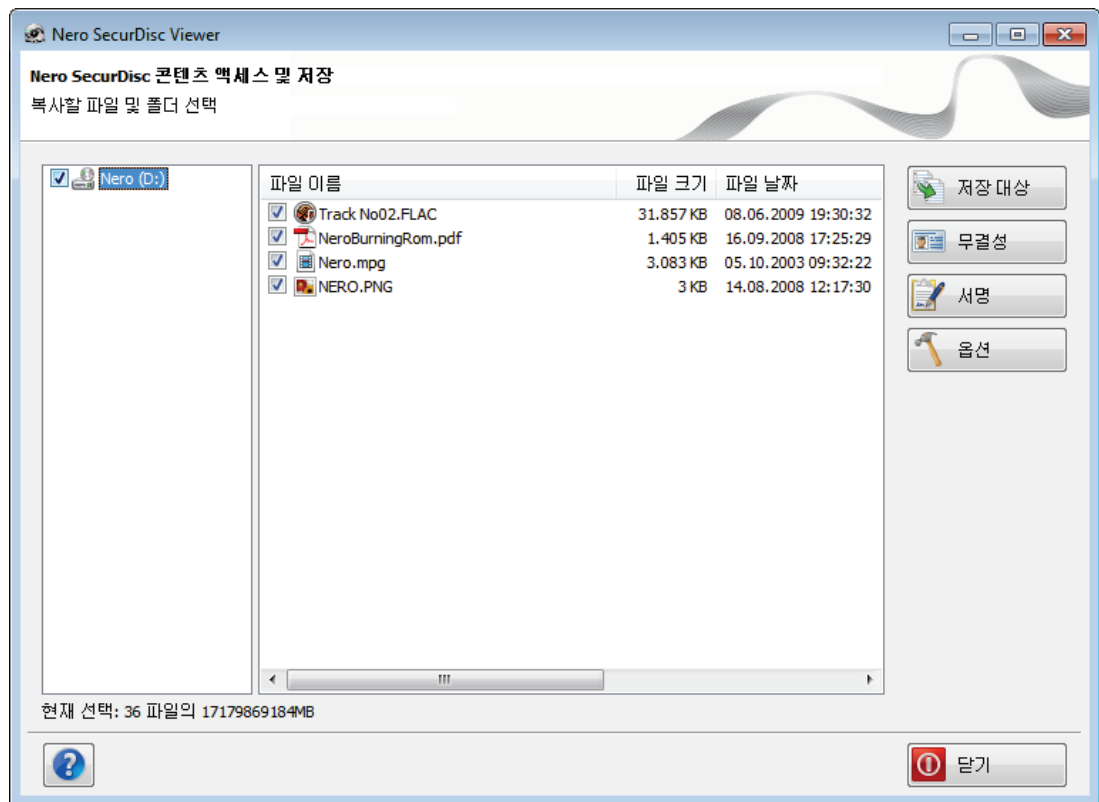 Nero SecurDisc Viewer
Nero SecurDisc 콘텐츠 액세스 및 저장
복사할 파일 및 폴더 선택
Nero (D:)
파일 이름 파일 크기 파일 날짜
Track No02.FLAC 31.857 KB 08.06.2009 19:30:32
NeroBurningRom.pdf 1.405 KB 16.09.2008 17:25:29
Nero.mpg 3.083 KB 05.10.2003 09:32:22
NERO.PNG 3 KB 14.08.2008 12:17:30
저장 대상
무결성
서명
옵션
현재 선택: 36 파일의 17179869184MB
닫기